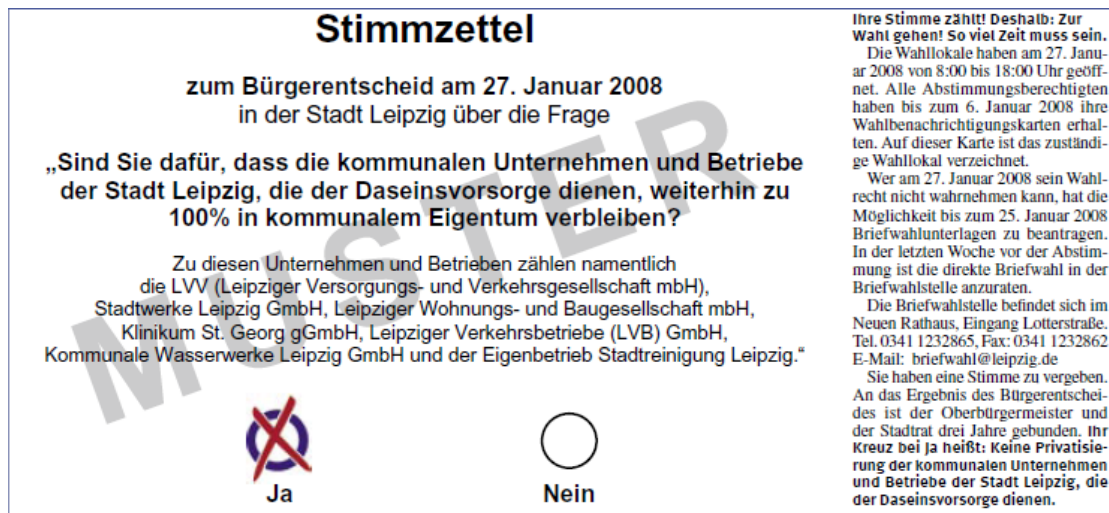 Stimmzettel
zum Bürgerentscheid am 27. Januar 2008
in der Stadt Leipzig über die Frage
„Sind Sie dafür, dass die kommunalen Unternehmen und Betriebe
der Stadt Leipzig, die der Daseinsvorsorge dienen, weiterhin zu
100% in kommunalem Eigentum verbleiben?
Zu diesen Unternehmen und Betrieben zählen namentlich
die LVV (Leipziger Versorgungs- und Verkehrsgesellschaft mbH),
Stadtwerke Leipzig GmbH, Leipziger Wohnungs- und Baugesellschaft mbH,
Klinikum St. Georg gGmbH, Leipziger Verkehrsbetriebe (LVB) GmbH,
Kommunale Wasserwerke Leipzig GmbH und der Eigenbetrieb Stadtreinigung Leipzig.“
MUSTER
Ja
Nein
Ihre Stimme zählt! Deshalb: Zur
Wahl gehen! So viel Zeit muss sein.
Die Wahllokale haben am 27. Janu-
ar 2008 von 8:00 bis 18:00 Uhr geöff-
net. Alle Abstimmungsberechtigten
haben bis zum 6. Januar 2008 ihre
Wahlbenachrichtigungskarten erhal-
ten. Auf dieser Karte ist das zuständi-
ge Wahllokal verzeichnet.
Wer am 27. Januar 2008 sein Wahl-
recht nicht wahrnehmen kann, hat die
Möglichkeit bis zum 25. Januar 2008
Briefwahlunterlagen zu beantragen.
In der letzten Woche vor der Abstim-
mung ist die direkte Briefwahl in der
Briefwahlstelle anzuraten.
Die Briefwahlstelle befindet sich im
Neuen Rathaus, Eingang Lotterstraße.
Tel. 0341 1232865, Fax: 0341 1232862
E-Mail: briefwahl@leipzig.de
Sie haben eine Stimme zu vergeben.
An das Ergebnis des Bürgerentschei-
des ist der Oberbürgermeister und
der Stadtrat drei Jahre gebunden. Ihr
Kreuz bei Ja heißt: Keine Privatisie-
rung der kommunalen Unternehmen
und Betriebe der Stadt Leipzig, die
der Daseinsvorsorge dienen.